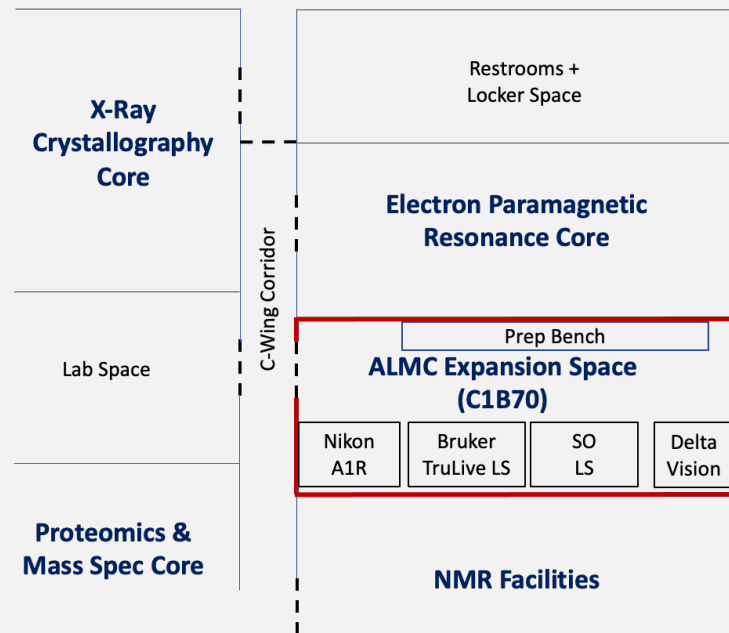 Restrooms +
Locker Space
X-Ray
Crystallography
Core
Electron Paramagnetic
Resonance Core
C-Wing Corridor
Prep Bench
Lab Space
ALMC Expansion Space
(C1B70)
Nikon
A1R
Bruker
TruLive LS
SO
LS
Delta
Vision
Proteomics &
Mass Spec Core
NMR Facilities